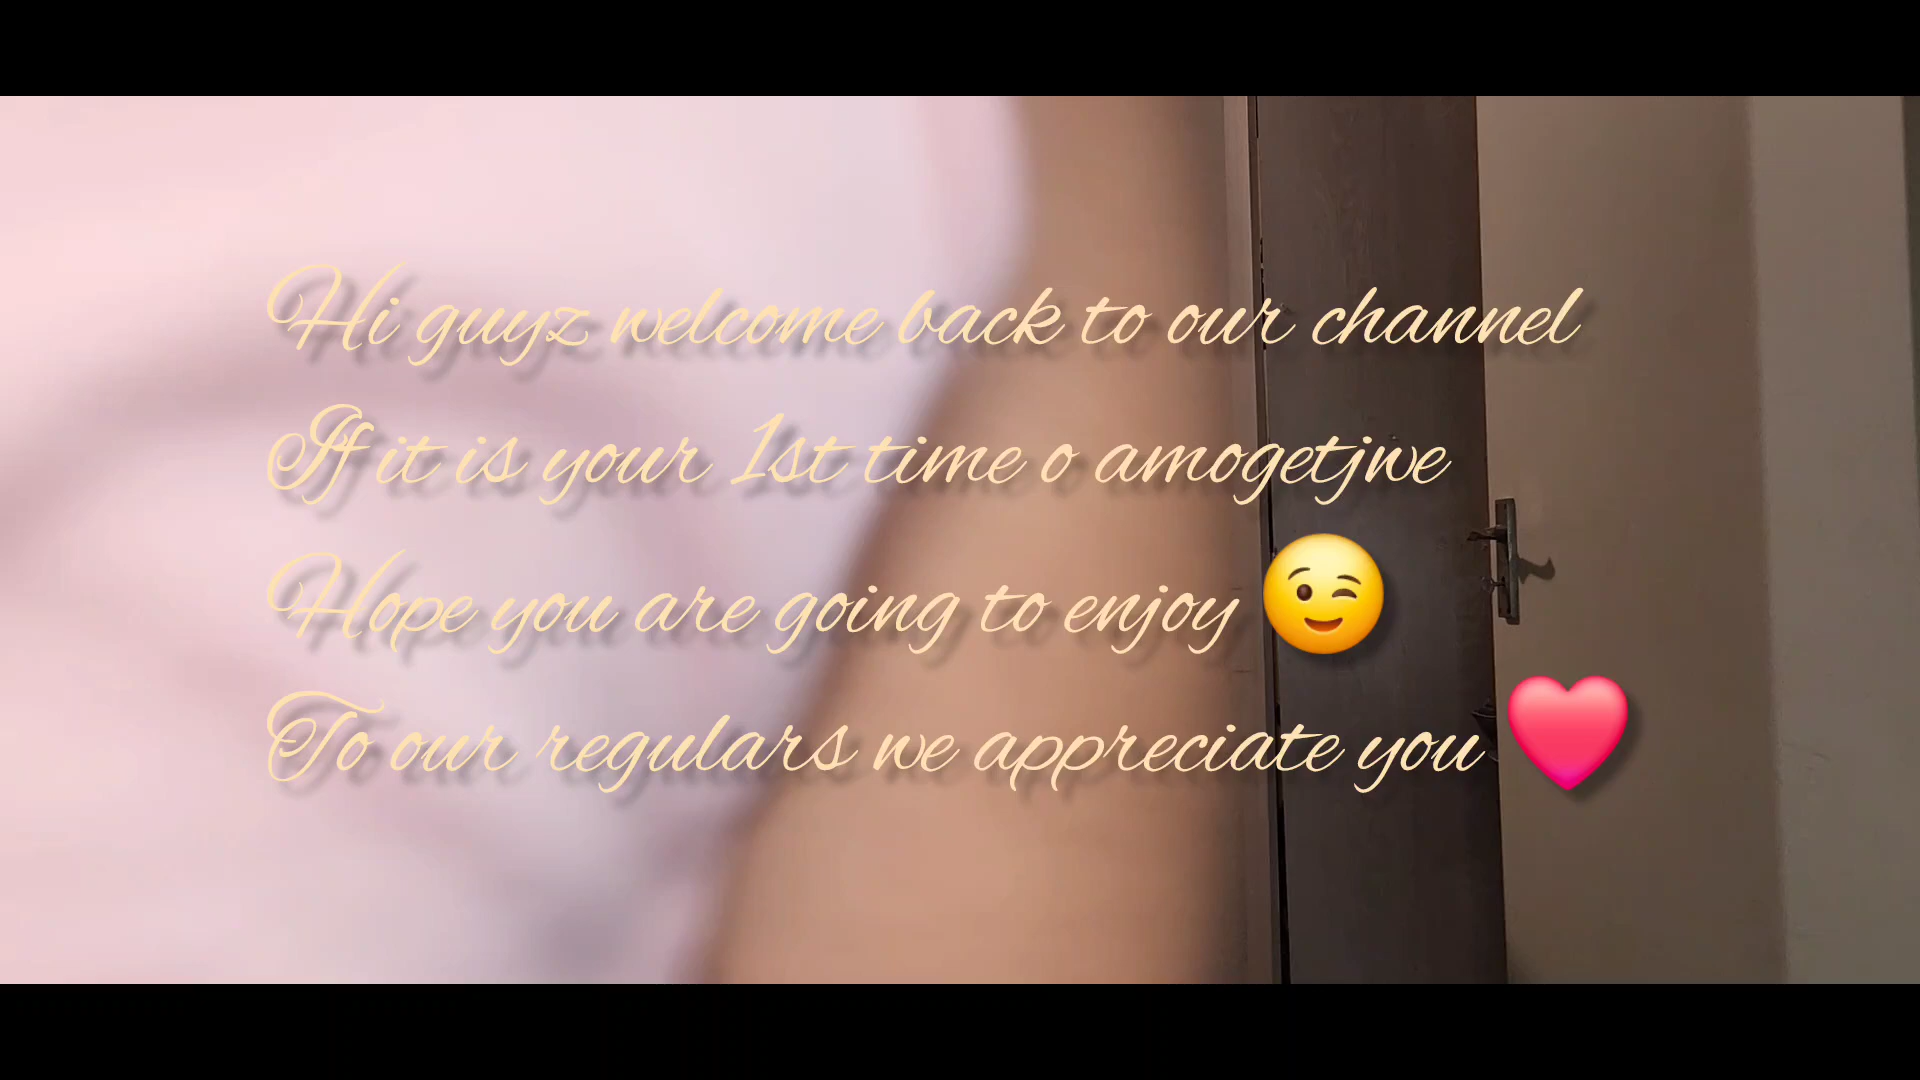 Hi guyz welcome back to our channel
If it is your 1st time o amogetjwe
Hope you are going to enjoy 😉
To our regulars we appreciate you 🩷